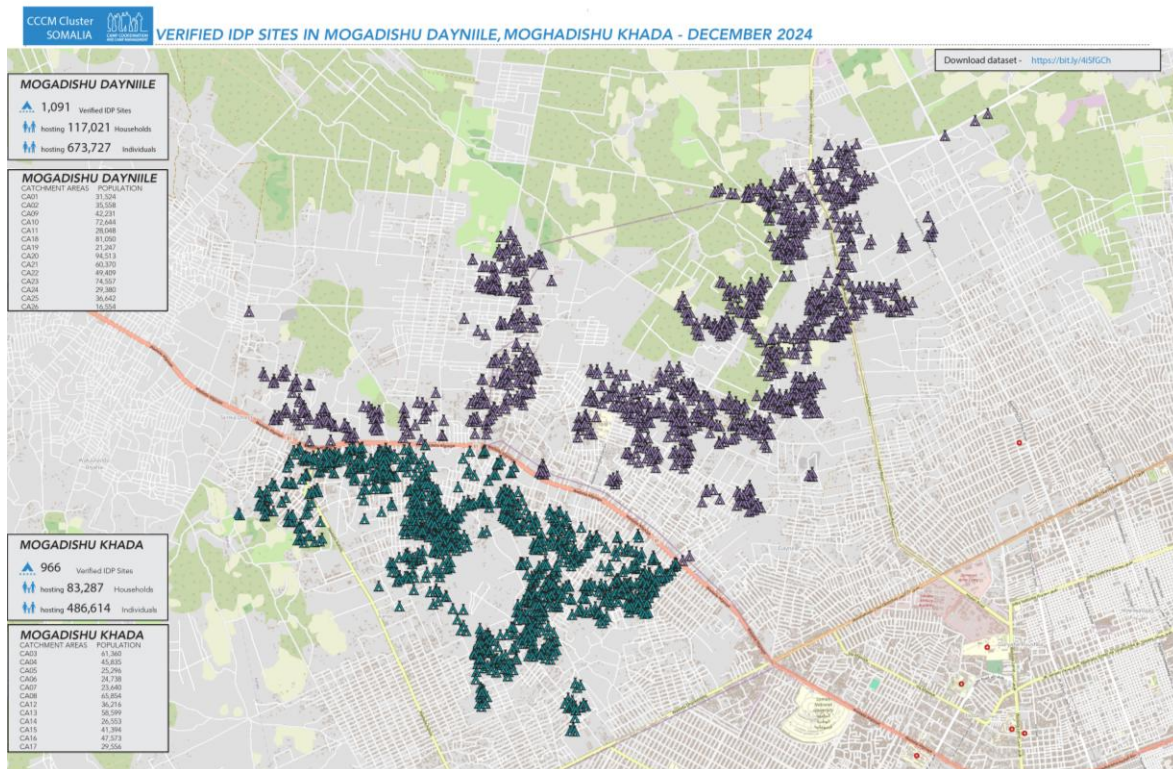 CCCM Cluster
SOMALIA
CAMP COORDINATION
AND CAMP MANAGEMENT
VERIFIED IDP SITES IN MOGADISHU DAYNIILE, MOGHADISHU KHADA - DECEMBER 2024
Download dataset - https://bit.ly/4iSfGCh
MOGADISHU DAYNIILE
1,091 Verified IDP Sites
hosting 117,021 Households
hosting 673,727 Individuals
MOGADISHU DAYNIILE
CATCHMENT AREAS POPULATION
CA01 31,524
CA02 35,558
CA09 42,231
CA10 72,644
CA11 28,048
CA18 81,050
CA19 21,247
CA20 94,513
CA21 60,370
CA22 49,409
CA23 74,557
CA24 29,380
CA25 36,642
CA26 16,554
MOGADISHU KHADA
966 Verified IDP Sites
hosting 83,287 Households
hosting 486,614 Individuals
MOGADISHU KHADA
CATCHMENT AREAS POPULATION
CA03 61,360
CA04 45,835
CA05 25,296
CA06 24,738
CA07 23,640
CA08 65,854
CA12 36,216
CA13 58,599
CA14 26,553
CA15 41,394
CA16 47,573
CA17 29,556